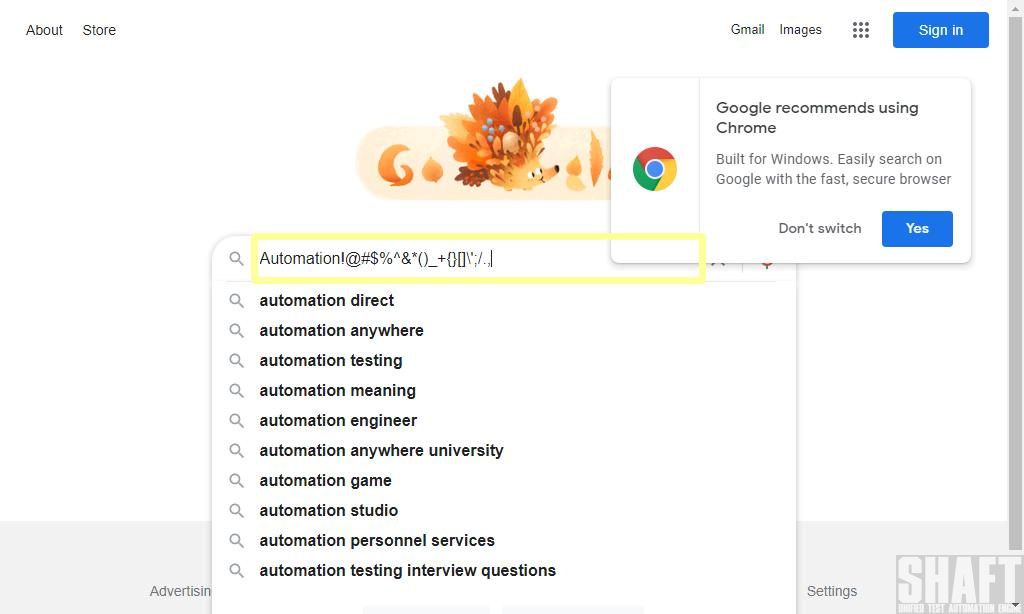 About
Store
Gmail
Images
Sign in
Google recommends using
Chrome
Built for Windows. Easily search on
Google with the fast, secure browser
Don't switch
Yes
Automation!@#$%^&*()_+{}[]\';/.,
automation direct
automation anywhere
automation testing
automation meaning
automation engineer
automation anywhere university
automation game
automation studio
automation personnel services
automation testing interview questions
Advertisin
Settings
SHAFT
UNIFIED TEST AUTOMATION ENGI